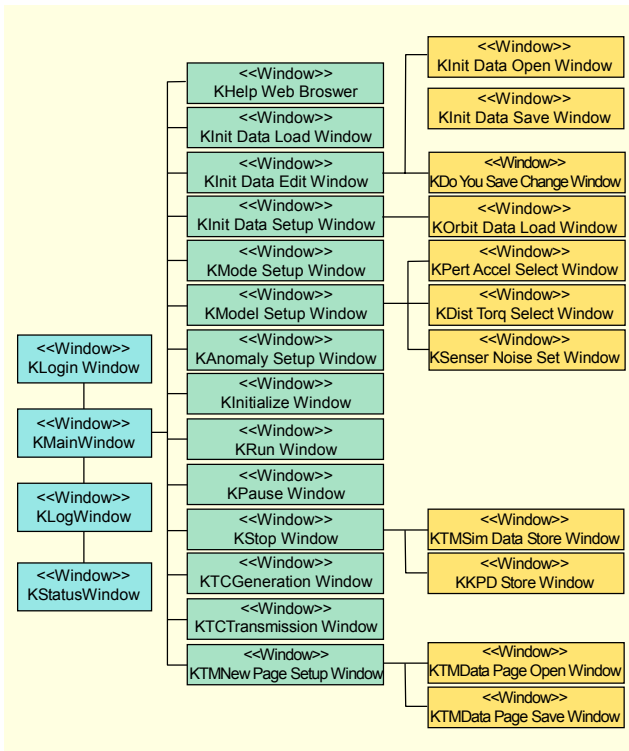 <<Window>>
KLogin Window
<<Window>>
KMainWindow
<<Window>>
KLogWindow
<<Window>>
KStatusWindow
<<Window>>
KHelp Web Broswer
<<Window>>
KInit Data Load Window
<<Window>>
KInit Data Edit Window
<<Window>>
KInit Data Setup Window
<<Window>>
KMode Setup Window
<<Window>>
KModel Setup Window
<<Window>>
KAnomaly Setup Window
<<Window>>
KInitialize Window
<<Window>>
KRun Window
<<Window>>
KPause Window
<<Window>>
KStop Window
<<Window>>
KTCGeneration Window
<<Window>>
KTCTransmission Window
<<Window>>
KTMNew Page Setup Window
<<Window>>
KInit Data Open Window
<<Window>>
KInit Data Save Window
<<Window>>
KDo You Save Change Window
<<Window>>
KOrbit Data Load Window
<<Window>>
KPert Accel Select Window
<<Window>>
KDist Torq Select Window
<<Window>>
KSenser Noise Set Window
<<Window>>
KTMSim Data Store Window
<<Window>>
KKPD Store Window
<<Window>>
KTMData Page Open Window
<<Window>>
KTMData Page Save Window